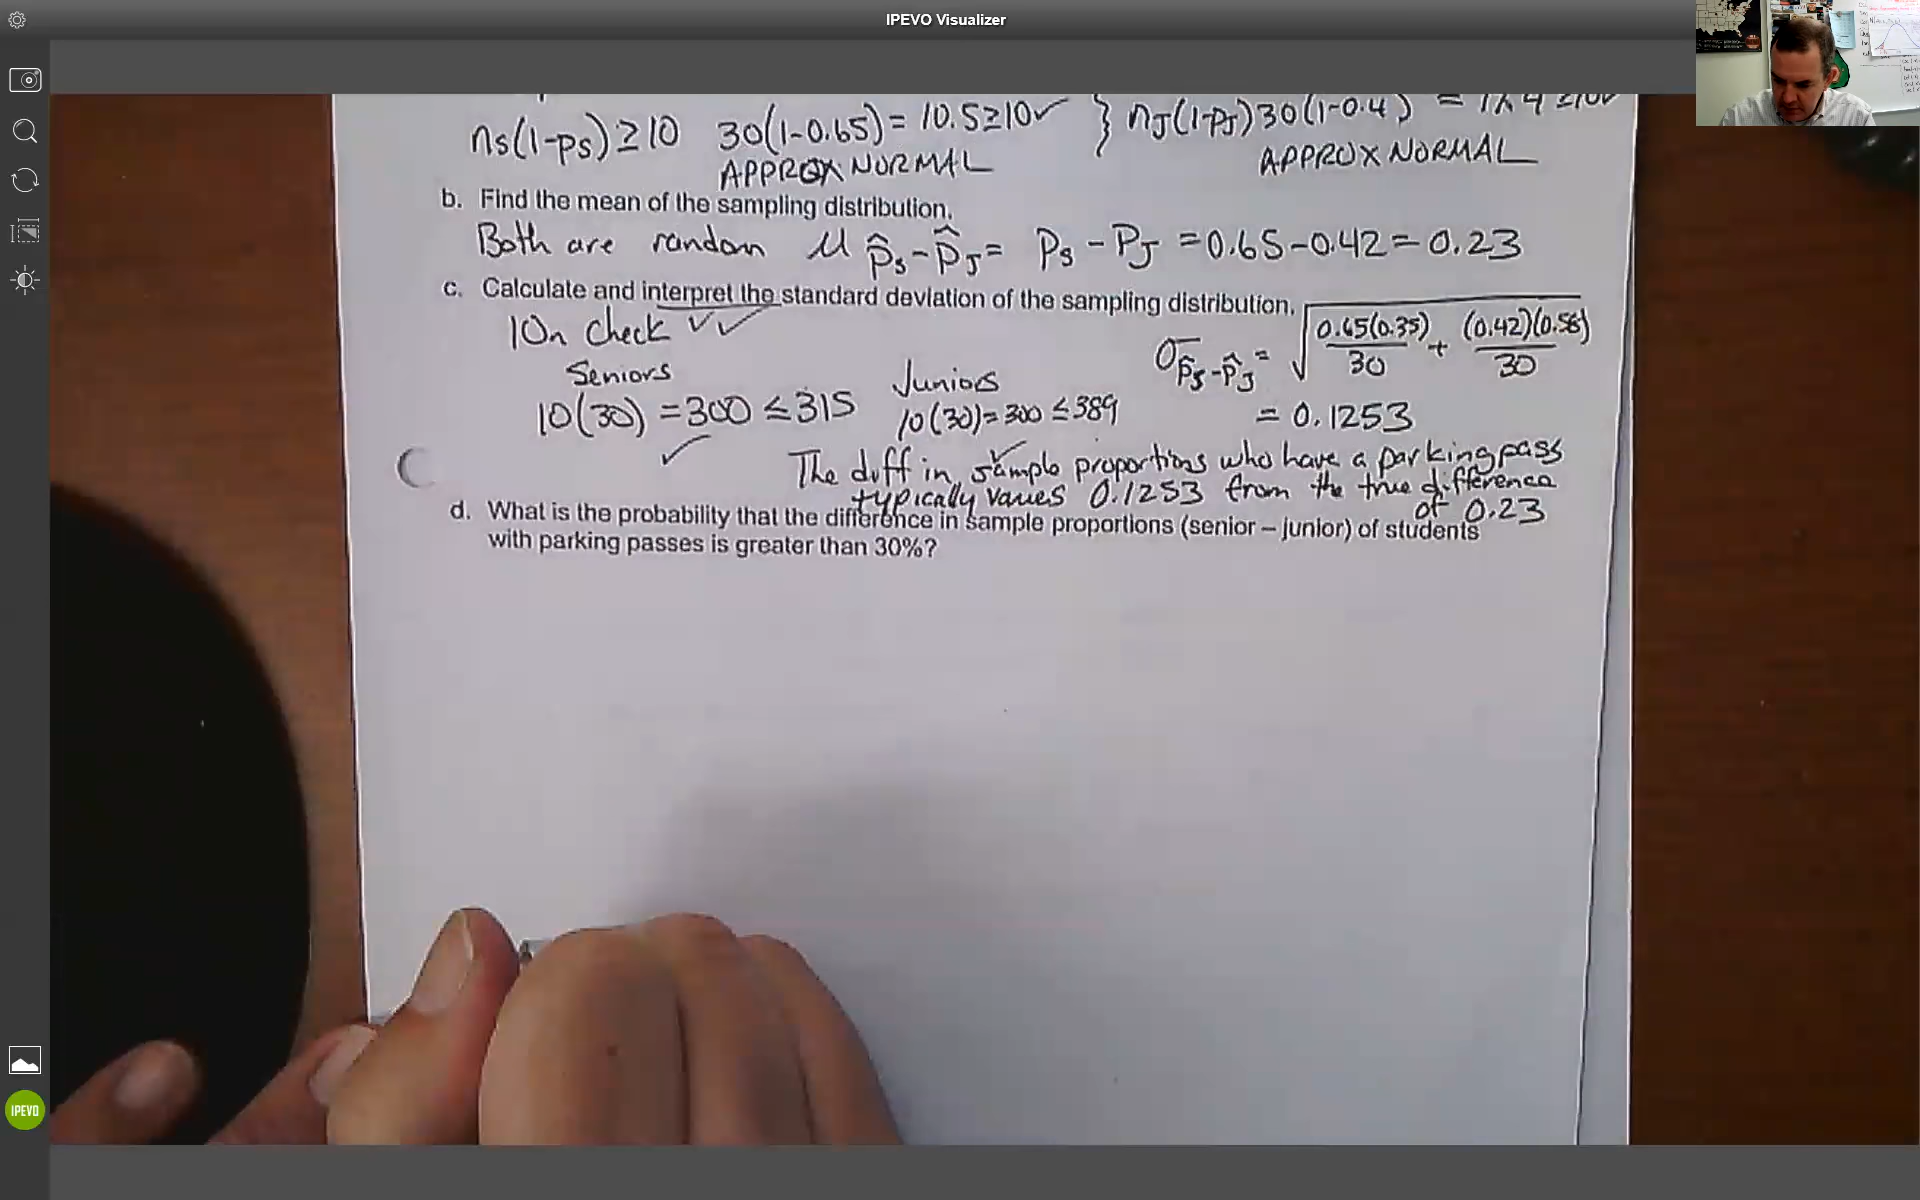 IPEVO Visualizer
ns(1-ps)≥10 30(1-0.65)= 10.5≥10✓ } nJ(1-pJ)30(1-0.4)
APPROX NORMAL APPROX NORMAL
b. Find the mean of the sampling distribution.
Both are random μ p̂s-p̂J= Ps-PJ=0.65-0.42=0.23
c. Calculate and interpret the standard deviation of the sampling distribution.
10n check ✓✓
σp̂s-p̂J= √0.65(0.35)/30 + (0.42)(0.58)/30
Seniors Juniors
10(30)=300≤315 10(30)=300≤389 = 0.1253
✓ ✓
The diff in sample proportions who have a parking pass
typically varies 0.1253 from the true difference
of 0.23
d. What is the probability that the difference in sample proportions (senior – junior) of students
with parking passes is greater than 30%?
IPEVO